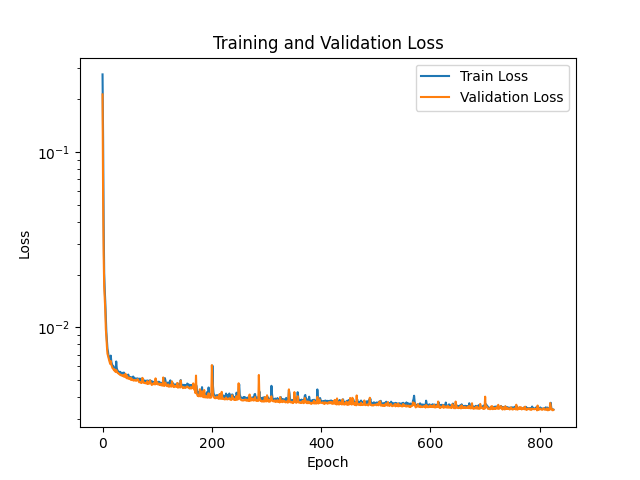 Training and Validation Loss
Train Loss
Validation Loss
10⁻¹
10⁻²
Loss
0 200 400 600 800
Epoch